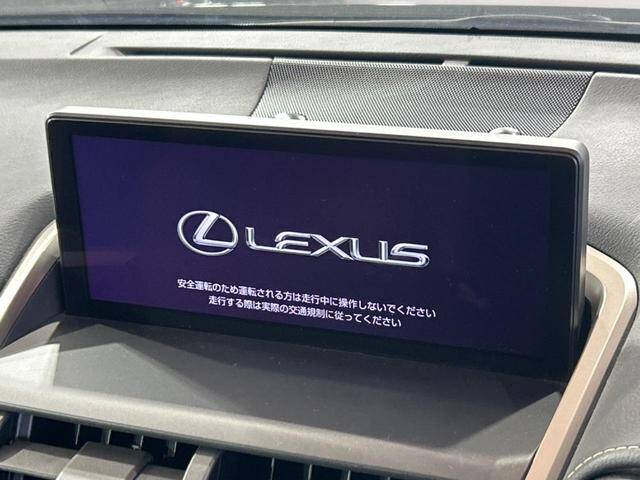 LEXUS
安全運転のため運転される方は走行中に操作しないでください
走行する際は実際の交通規制に従ってください